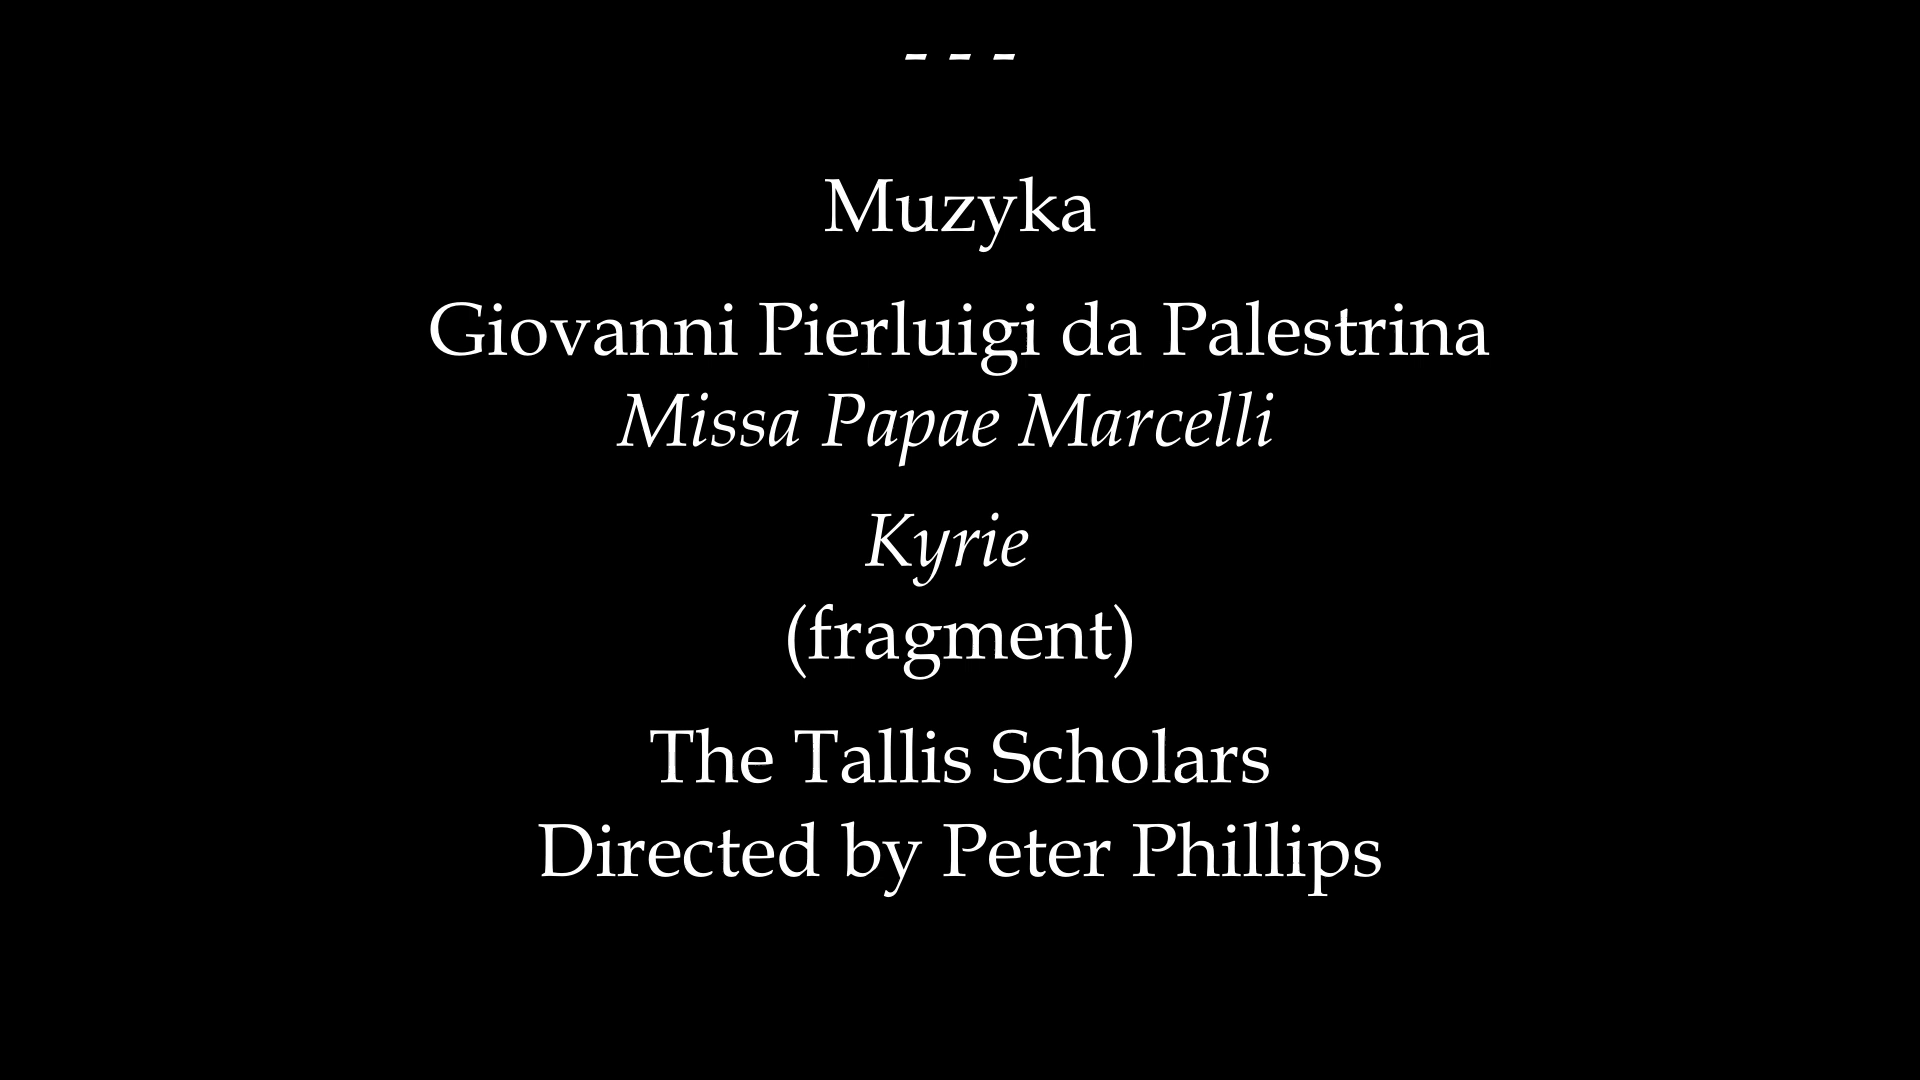 - - -
Muzyka
Giovanni Pierluigi da Palestrina
Missa Papae Marcelli
Kyrie
(fragment)
The Tallis Scholars
Directed by Peter Phillips